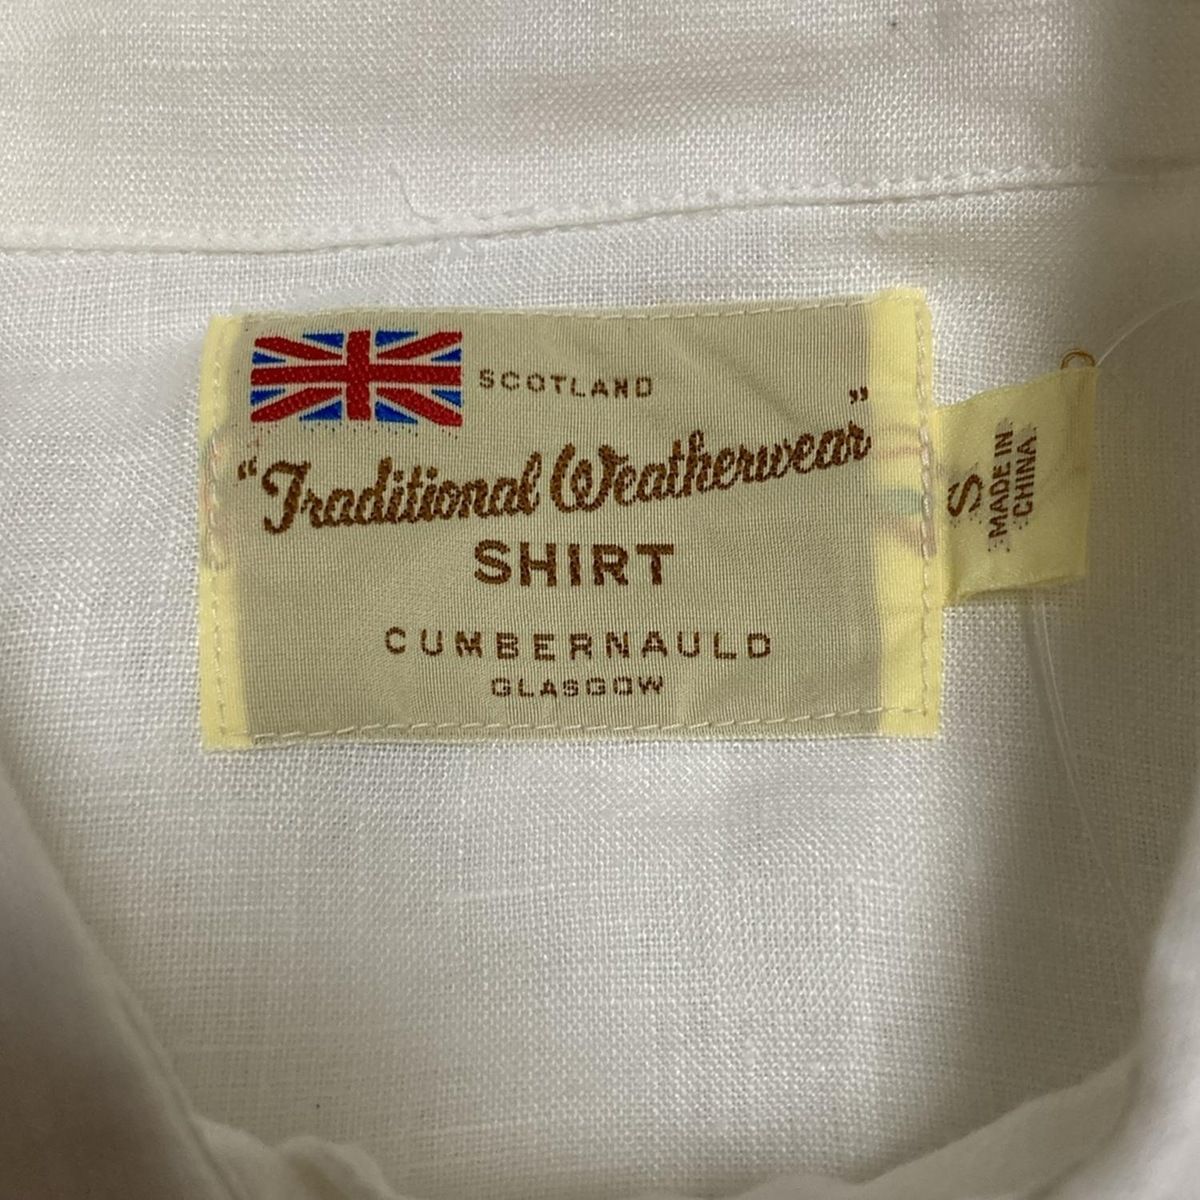 SCOTLAND
"Traditional Weatherwear"
SHIRT
CUMBERNAULD
GLASGOW
S
MADE IN
CHINA